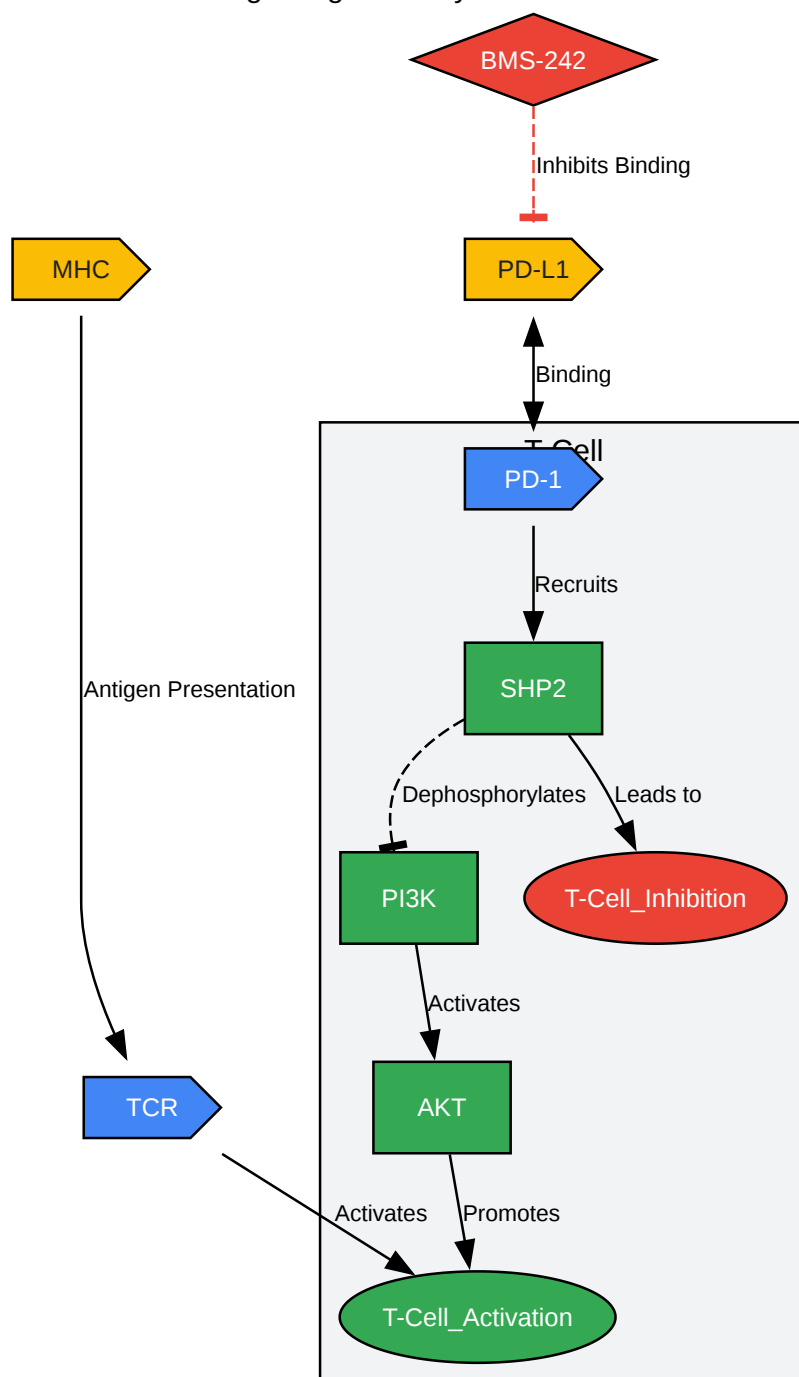 BMS-242
Inhibits Binding
MHC
PD-L1
Binding
T-Cell
PD-1
Recruits
SHP2
Antigen Presentation
Dephosphorylates
Leads to
PI3K
T-Cell_Inhibition
Activates
TCR
AKT
Activates
Promotes
T-Cell_Activation